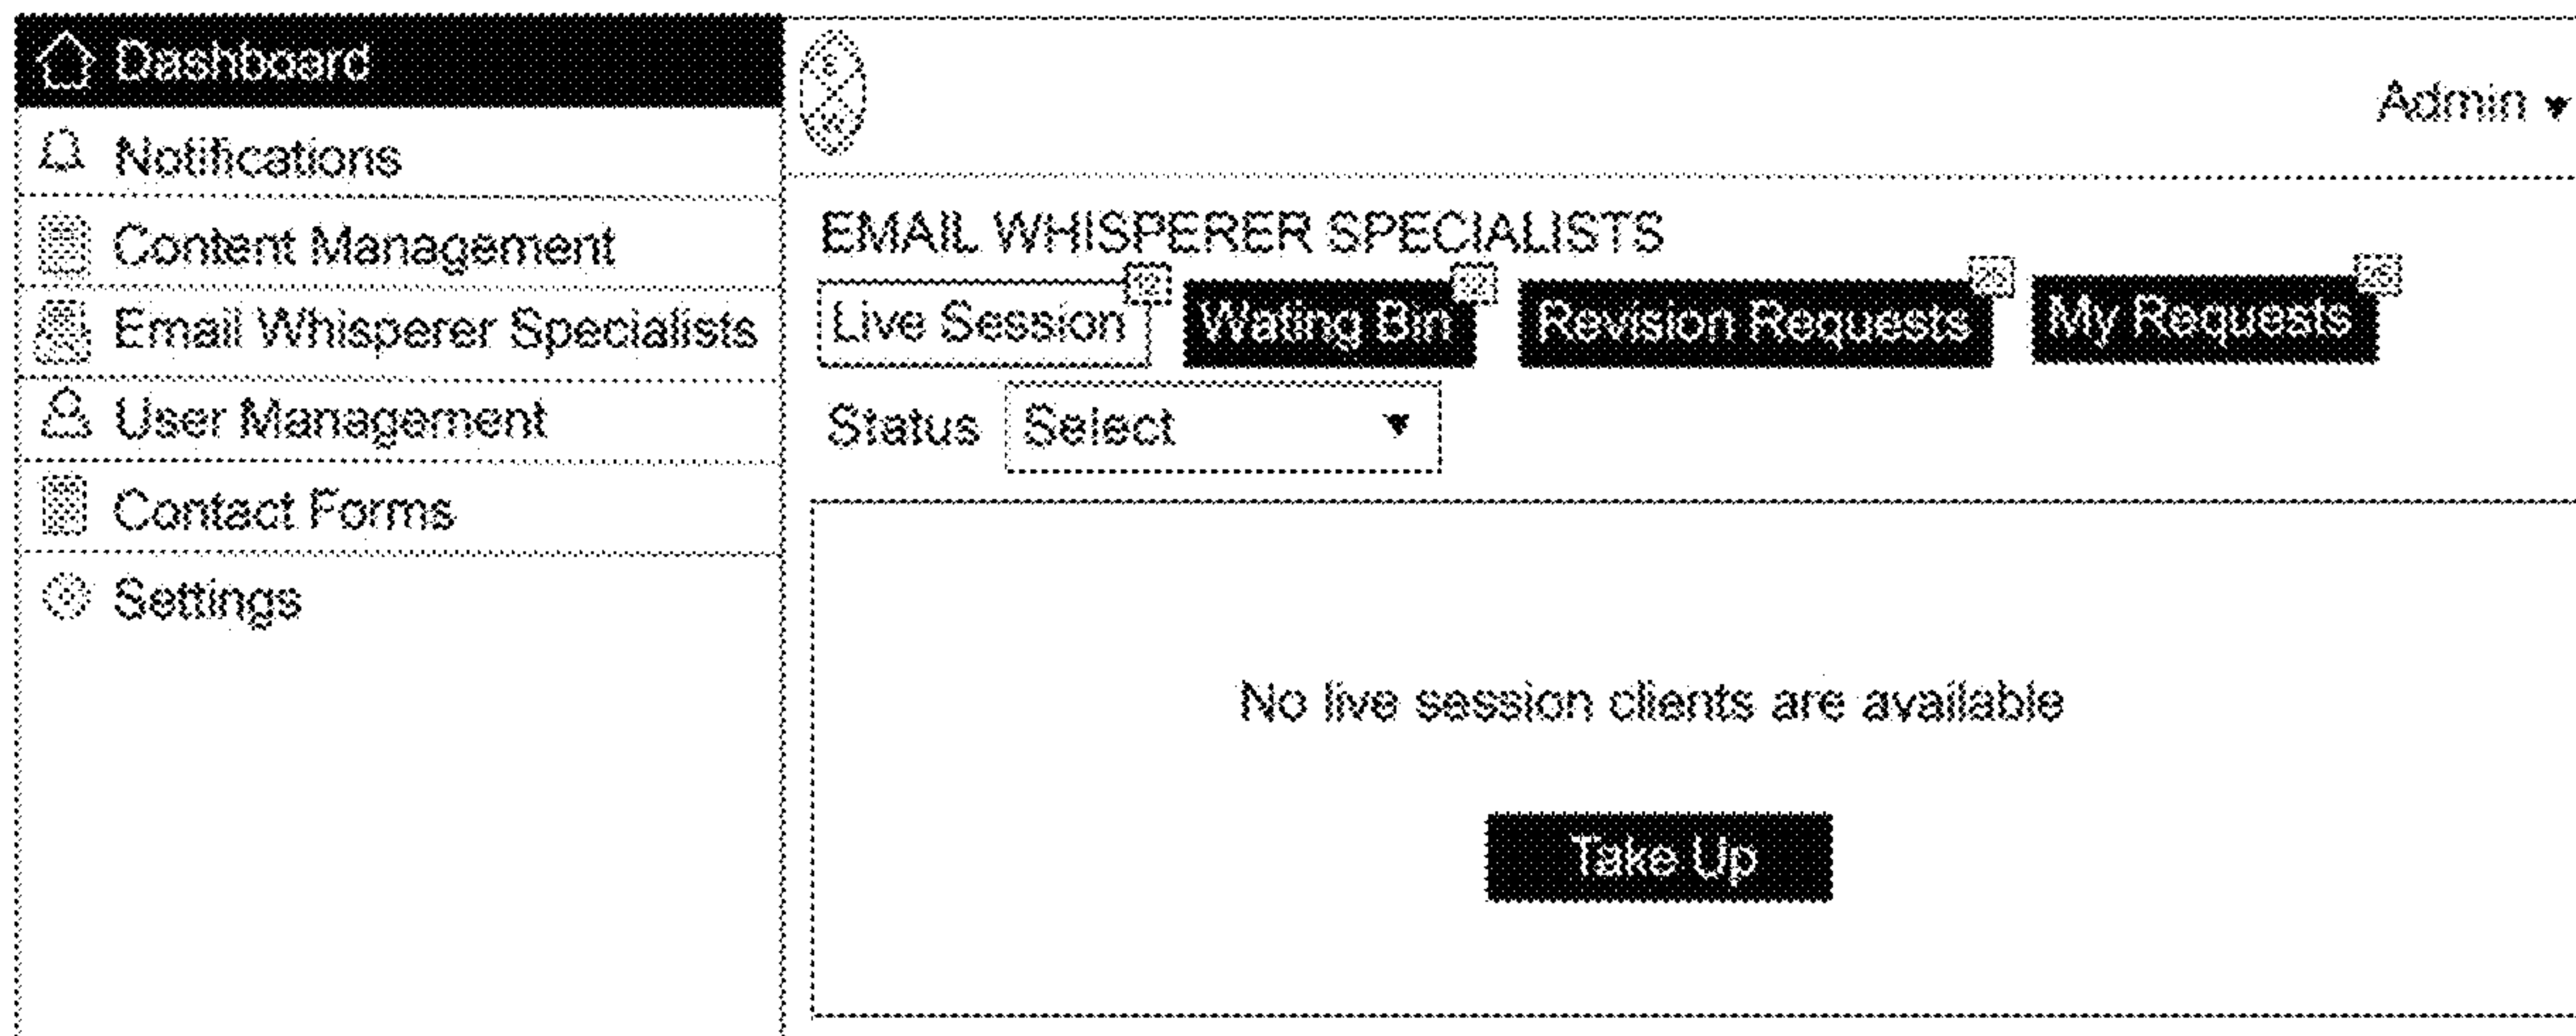 Dashboard
Notifications
Content Management
Email Whisperer Specialists
User Management
Contact Forms
Settings
Admin
EMAIL WHISPERER SPECIALISTS
Live Session Wating Bin Revision Requests My Requests
Status Select
No live session clients are available
Take Up